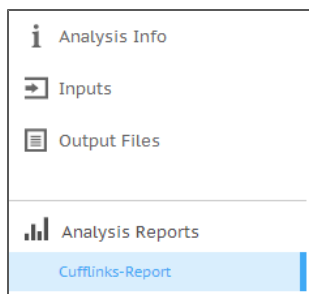 Analysis Info
Inputs
Output Files
Analysis Reports
Cufflinks-Report